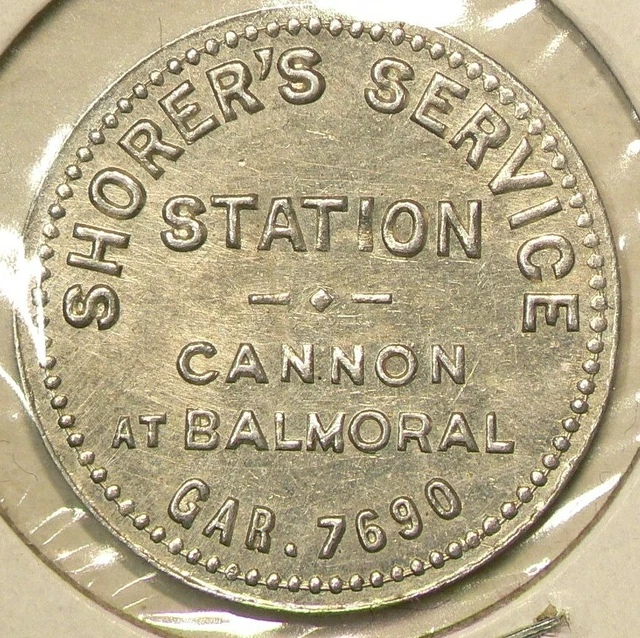 SHORER'S SERVICE
STATION
CANNON
AT BALMORAL
GAR. 7690